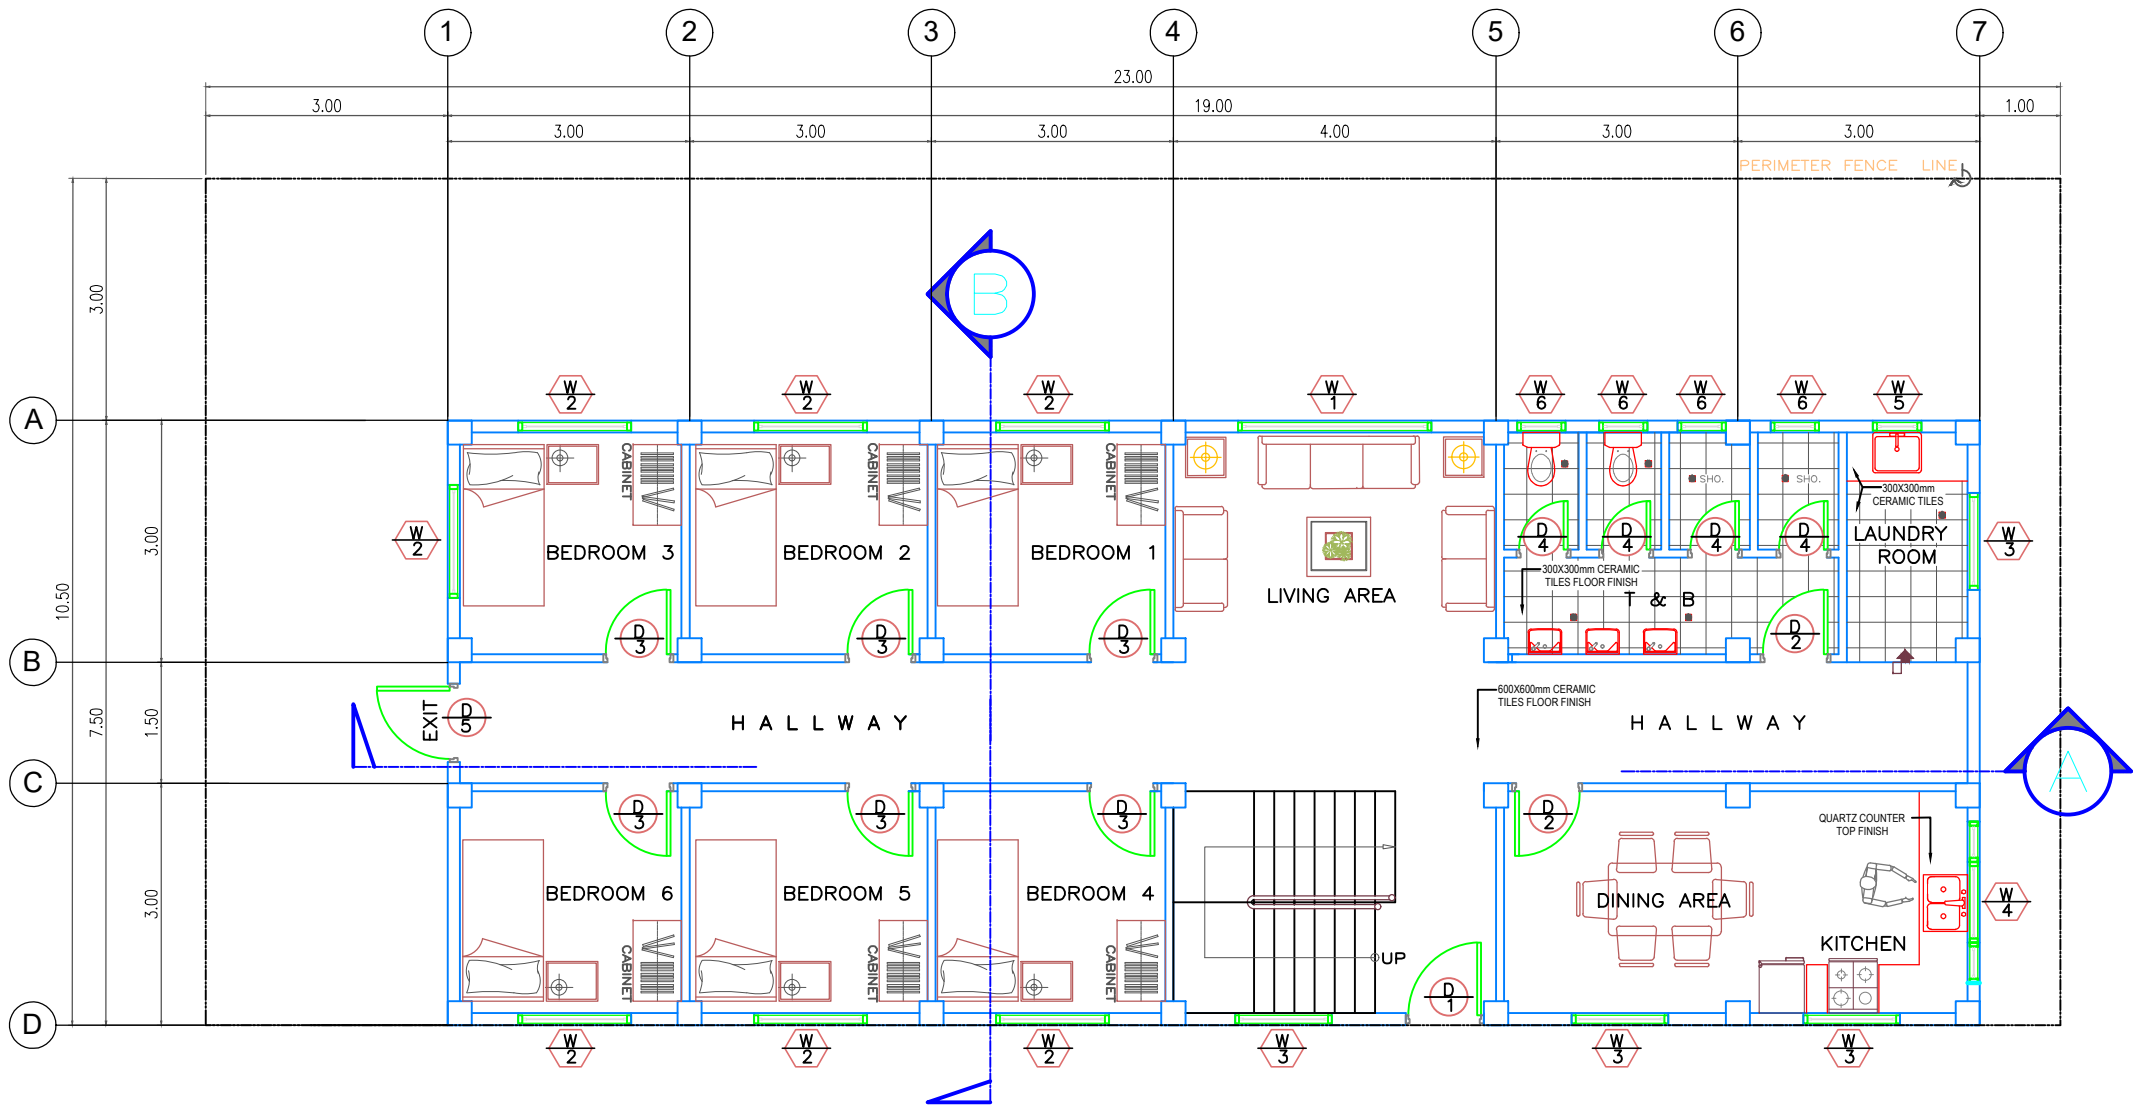 1 2 3 4 5 6 7
23.00
3.00 19.00 1.00
3.00 3.00 3.00 4.00 3.00 3.00
PERIMETER FENCE LINE
3.00
B
W 2 W 2 W 2 W 1 W 6 W 6 W 6 W 6 W 5
A
CABINET CABINET CABINET
SHO. SHO.
300X300mm
CERAMIC TILES
W 2
3.00
BEDROOM 3 BEDROOM 2 BEDROOM 1
D 4 D 4 D 4 D 4
LAUNDRY
ROOM
W 3
300X300mm CERAMIC
TILES FLOOR FINISH
LIVING AREA
T & B
10.50
D 3 D 3 D 3 D 2
B
600X600mm CERAMIC
TILES FLOOR FINISH
7.50
1.50
EXIT
D 5
HALLWAY HALLWAY
C
A
D 3 D 3 D 3 D 2
QUARTZ COUNTER
TOP FINISH
3.00
BEDROOM 6 BEDROOM 5 BEDROOM 4
DINING AREA
W 4
KITCHEN
CABINET CABINET CABINET
UP
D 1
D
W 2 W 2 W 2 W 3 W 3 W 3